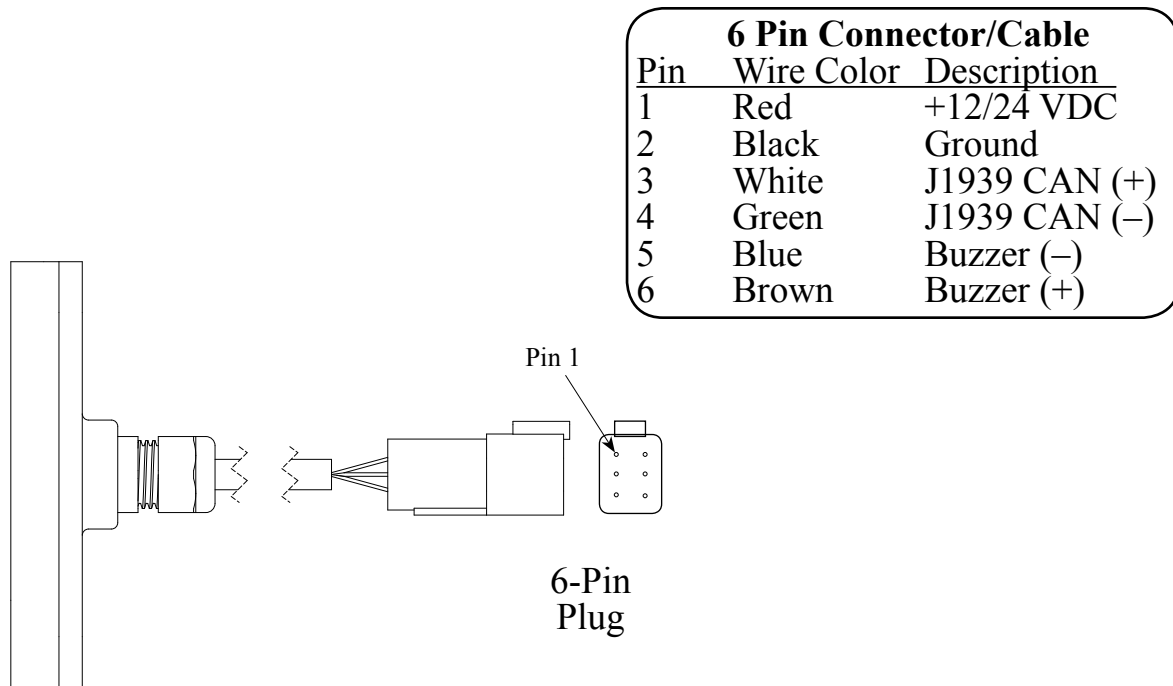 6 Pin Connector/Cable
Pin Wire Color Description
1 Red +12/24 VDC
2 Black Ground
3 White J1939 CAN (+)
4 Green J1939 CAN (–)
5 Blue Buzzer (–)
6 Brown Buzzer (+)
Pin 1
6-Pin
Plug